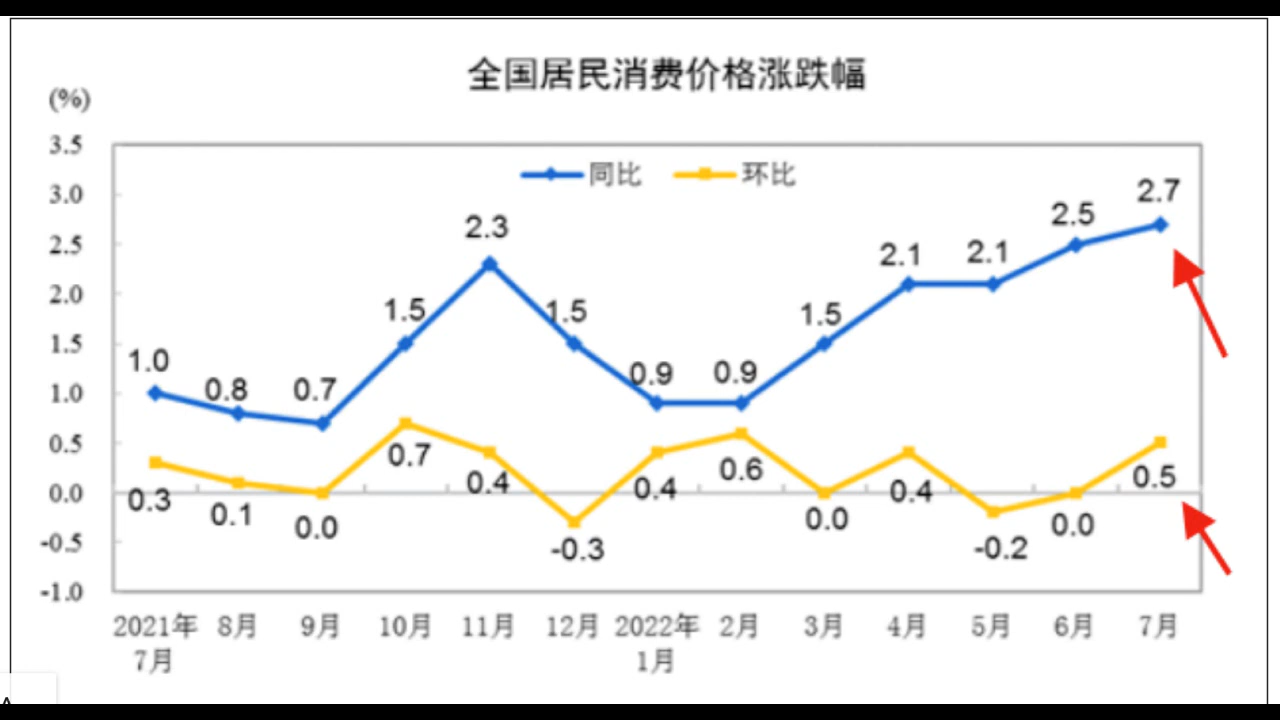 全国居民消费价格涨跌幅
(%)
3.5
3.0
2.5
2.0
1.5
1.0
0.5
0.0
-0.5
-1.0
同比 环比
1.0 0.8 0.7 1.5 2.3 1.5 0.9 0.9 1.5 2.1 2.1 2.5 2.7
0.3 0.1 0.0 0.7 0.4 -0.3 0.4 0.6 0.0 0.4 -0.2 0.0 0.5
2021年 8月 9月 10月 11月 12月 2022年 2月 3月 4月 5月 6月 7月
7月 1月